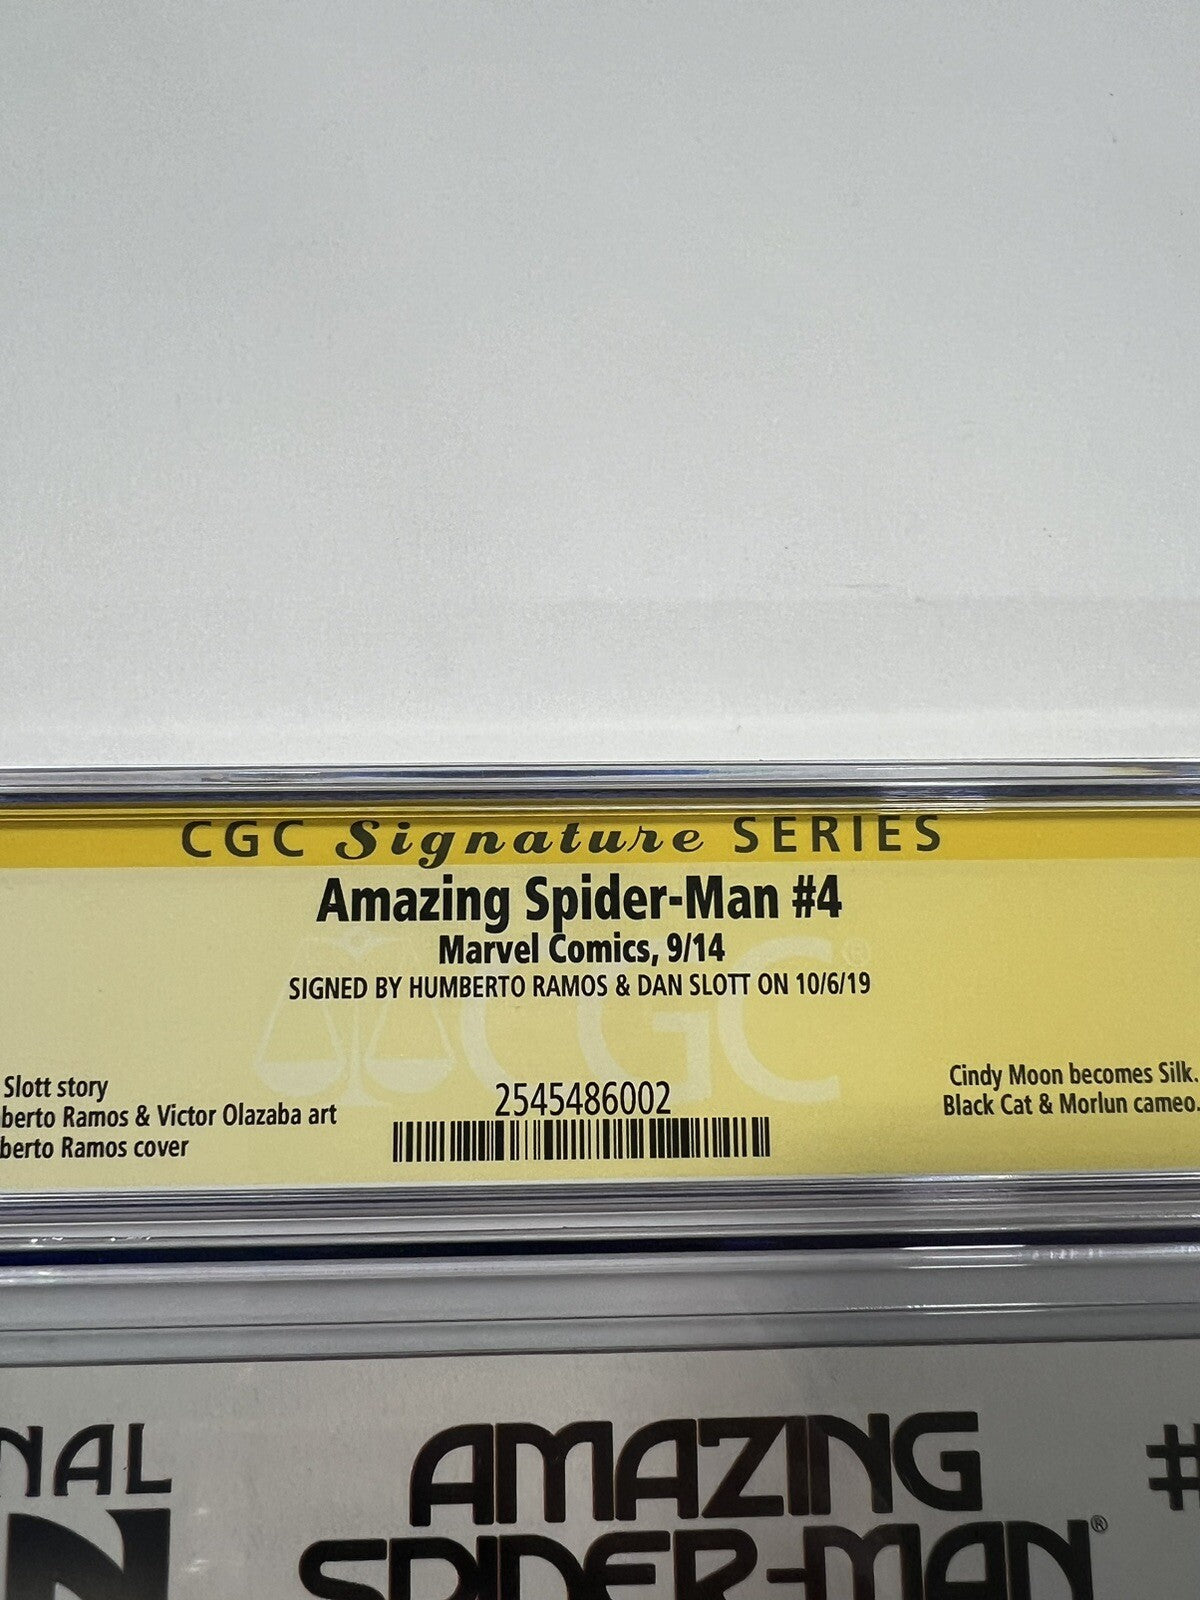 CGC Signature SERIES
Amazing Spider-Man #4
Marvel Comics, 9/14
SIGNED BY HUMBERTO RAMOS & DAN SLOTT ON 10/6/19
CGC®
Slott story
berto Ramos & Victor Olazaba art
berto Ramos cover
2545486002
Cindy Moon becomes Silk.
Black Cat & Morlun cameo.
NAL
N
AMAZING
SPIDER-MAN®
#